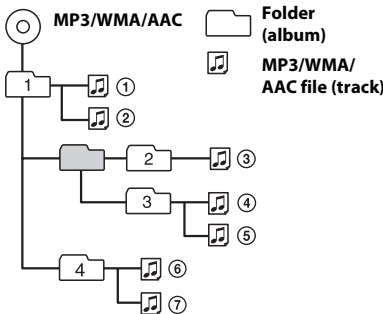 MP3/WMA/AAC
Folder
(album)
MP3/WMA/
AAC file (track)
1
①
②
2
③
3
④
⑤
4
⑥
⑦